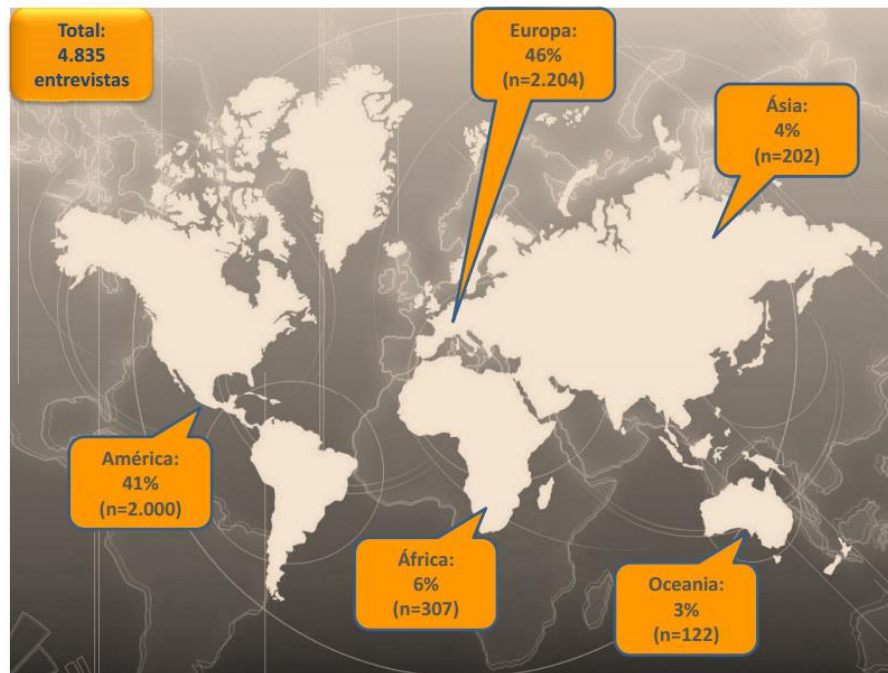 Total:
4.835
entrevistas
Europa:
46%
(n=2.204)
Ásia:
4%
(n=202)
América:
41%
(n=2.000)
África:
6%
(n=307)
Oceania:
3%
(n=122)